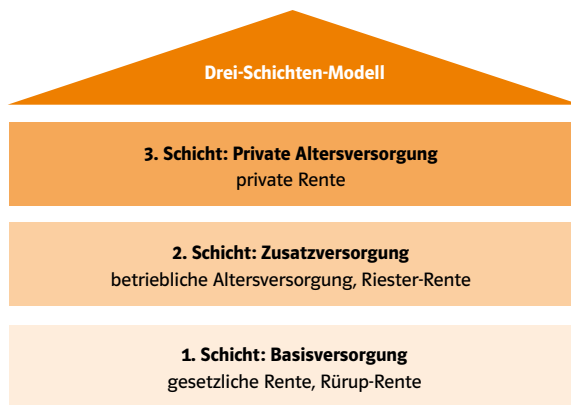 Drei-Schichten-Modell
3. Schicht: Private Altersversorgung
private Rente
2. Schicht: Zusatzversorgung
betriebliche Altersversorgung, Riester-Rente
1. Schicht: Basisversorgung
gesetzliche Rente, Rürup-Rente